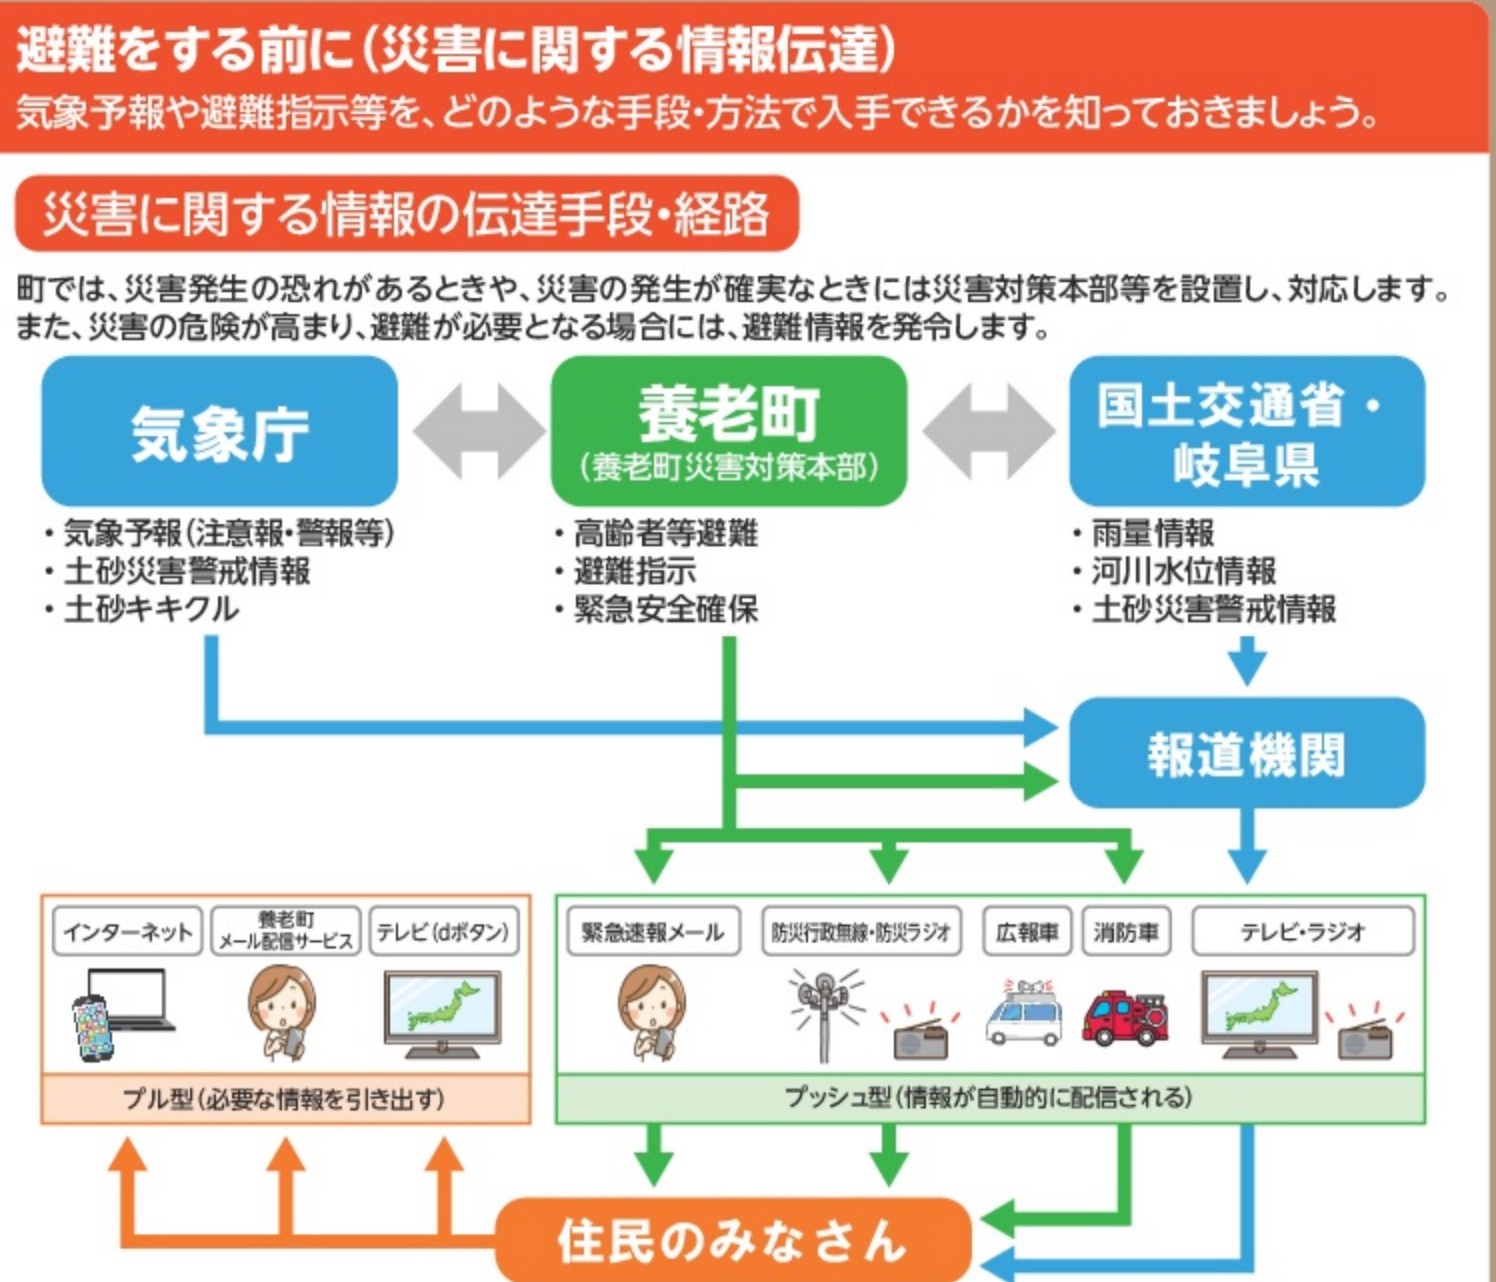 避難をする前に(災害に関する情報伝達)
気象予報や避難指示等を、どのような手段・方法で入手できるかを知っておきましょう。
災害に関する情報の伝達手段・経路
町では、災害発生の恐れがあるときや、災害の発生が確実なときには災害対策本部等を設置し、対応します。
また、災害の危険が高まり、避難が必要となる場合には、避難情報を発令します。
気象庁
・気象予報(注意報・警報等)
・土砂災害警戒情報
・土砂キキクル
養老町
(養老町災害対策本部)
・高齢者等避難
・避難指示
・緊急安全確保
国土交通省・
岐阜県
・雨量情報
・河川水位情報
・土砂災害警戒情報
報道機関
インターネット
養老町
メール配信サービス
テレビ(dボタン)
プル型(必要な情報を引き出す)
緊急速報メール
防災行政無線・防災ラジオ
広報車
消防車
テレビ・ラジオ
プッシュ型(情報が自動的に配信される)
住民のみなさん